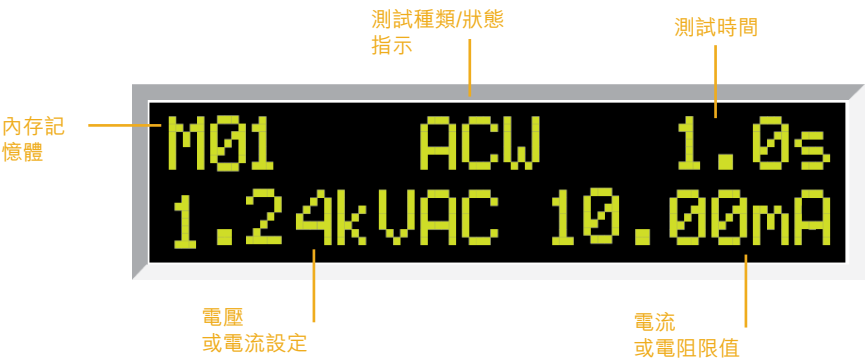 測試種類/狀態
指示
測試時間
內存記
憶體
M01 ACW 1.0s
1.24kVAC 10.00mA
電壓
或電流設定
電流
或電阻限值